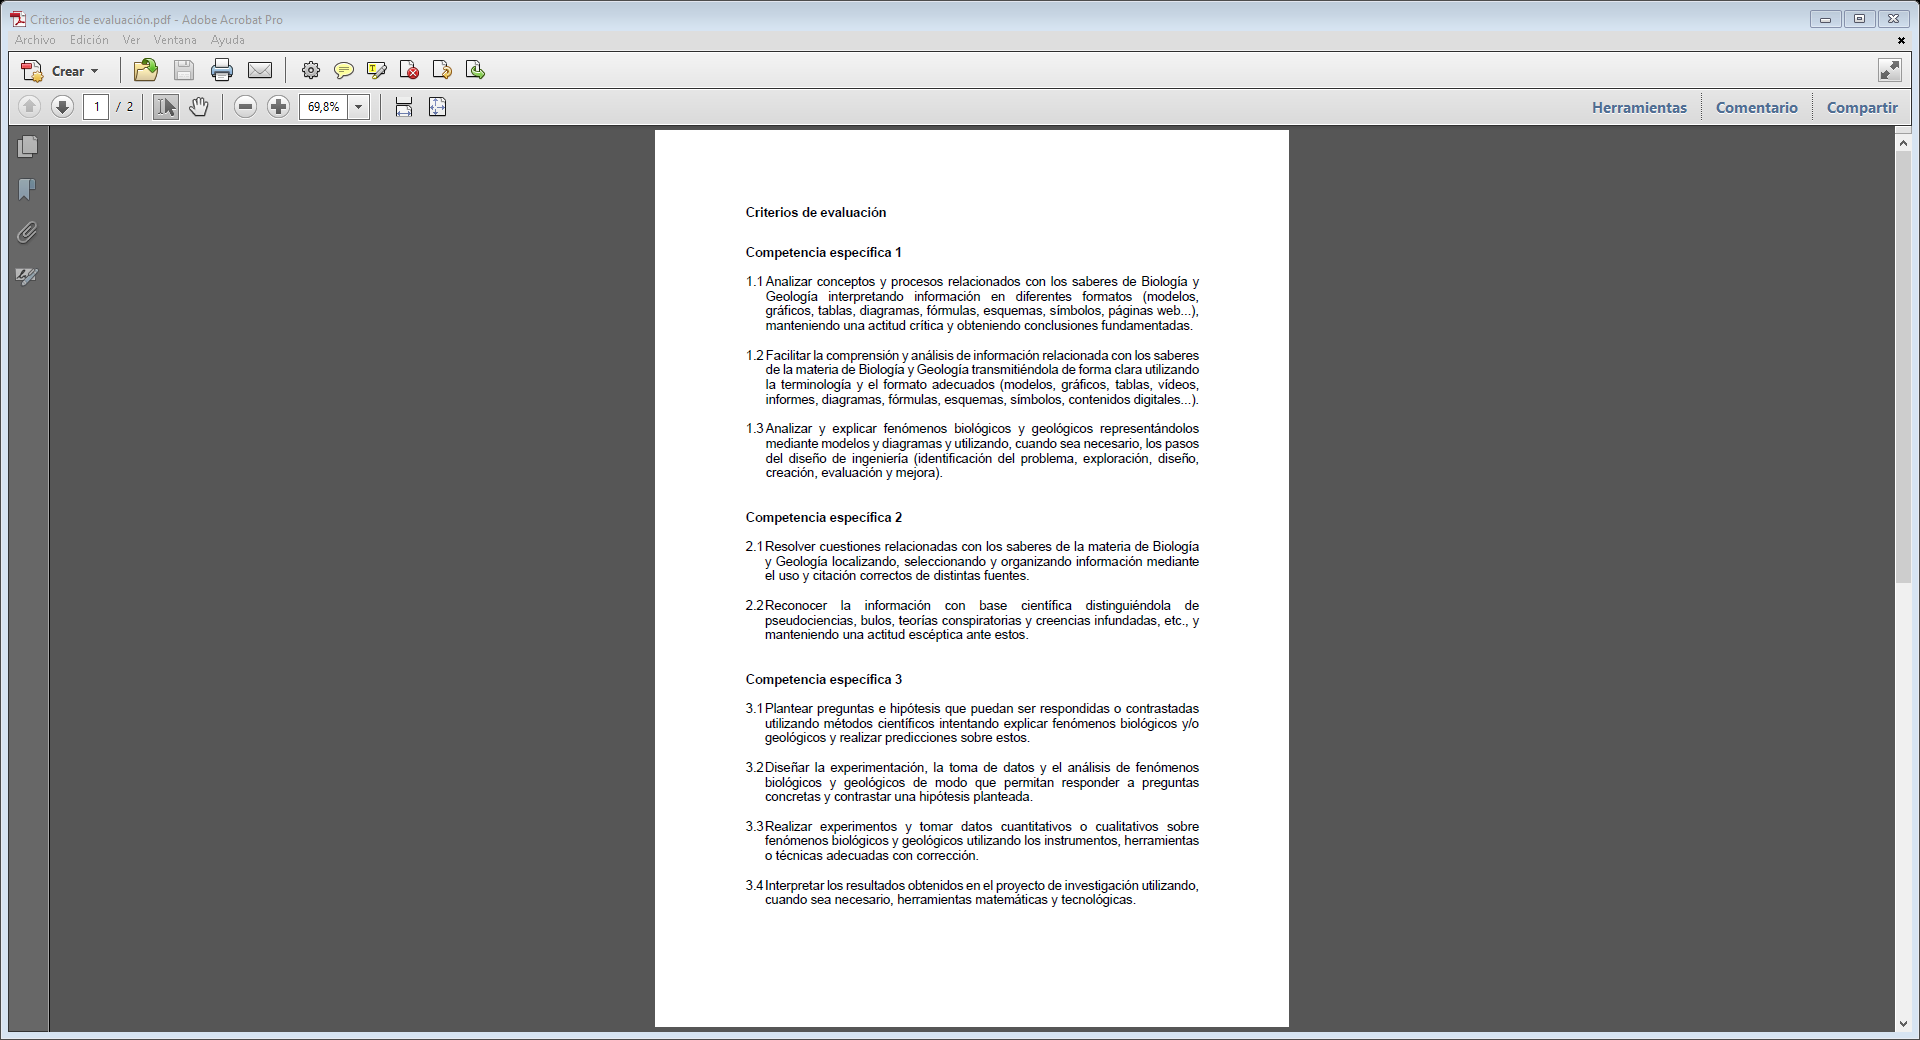 Criterios de evaluación.pdf - Adobe Acrobat Pro
Archivo Edición Ver Ventana Ayuda
Crear
1 / 2 69,8% Herramientas Comentario Compartir
Criterios de evaluación
Competencia específica 1
1.1 Analizar conceptos y procesos relacionados con los saberes de Biología y
Geología interpretando información en diferentes formatos (modelos,
gráficos, tablas, diagramas, fórmulas, esquemas, símbolos, páginas web...),
manteniendo una actitud crítica y obteniendo conclusiones fundamentadas.
1.2 Facilitar la comprensión y análisis de información relacionada con los saberes
de la materia de Biología y Geología transmitiéndola de forma clara utilizando
la terminología y el formato adecuados (modelos, gráficos, tablas, vídeos,
informes, diagramas, fórmulas, esquemas, símbolos, contenidos digitales...).
1.3 Analizar y explicar fenómenos biológicos y geológicos representándolos
mediante modelos y diagramas y utilizando, cuando sea necesario, los pasos
del diseño de ingeniería (identificación del problema, exploración, diseño,
creación, evaluación y mejora).
Competencia específica 2
2.1 Resolver cuestiones relacionadas con los saberes de la materia de Biología
y Geología localizando, seleccionando y organizando información mediante
el uso y citación correctos de distintas fuentes.
2.2 Reconocer la información con base científica distinguiéndola de
pseudociencias, bulos, teorías conspiratorias y creencias infundadas, etc., y
manteniendo una actitud escéptica ante estos.
Competencia específica 3
3.1 Plantear preguntas e hipótesis que puedan ser respondidas o contrastadas
utilizando métodos científicos intentando explicar fenómenos biológicos y/o
geológicos y realizar predicciones sobre estos.
3.2 Diseñar la experimentación, la toma de datos y el análisis de fenómenos
biológicos y geológicos de modo que permitan responder a preguntas
concretas y contrastar una hipótesis planteada.
3.3 Realizar experimentos y tomar datos cuantitativos o cualitativos sobre
fenómenos biológicos y geológicos utilizando los instrumentos, herramientas
o técnicas adecuadas con corrección.
3.4 Interpretar los resultados obtenidos en el proyecto de investigación utilizando,
cuando sea necesario, herramientas matemáticas y tecnológicas.